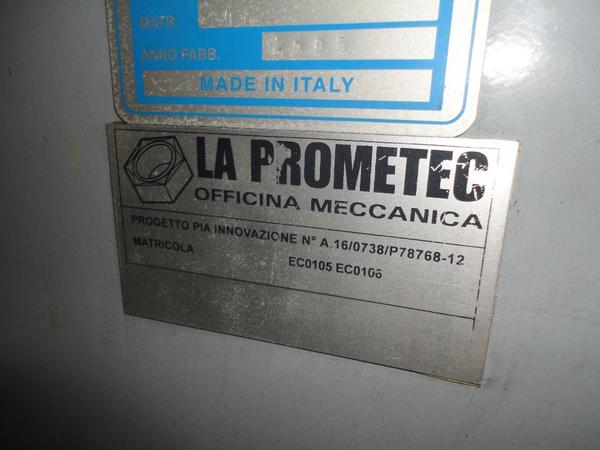 MATR.
ANNO FABB.
MADE IN ITALY
LA PROMETEC
OFFICINA MECCANICA
PROGETTO PIA INNOVAZIONE N° A.16/0738/P78768-12
MATRICOLA EC0105 EC0106